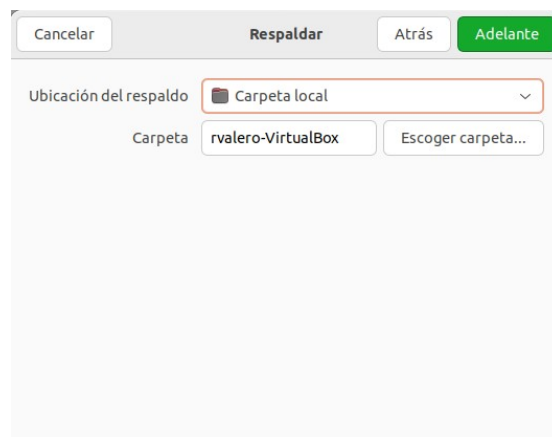 Cancelar Respaldar Atrás Adelante
Ubicación del respaldo Carpeta local
Carpeta rvalero-VirtualBox Escoger carpeta...